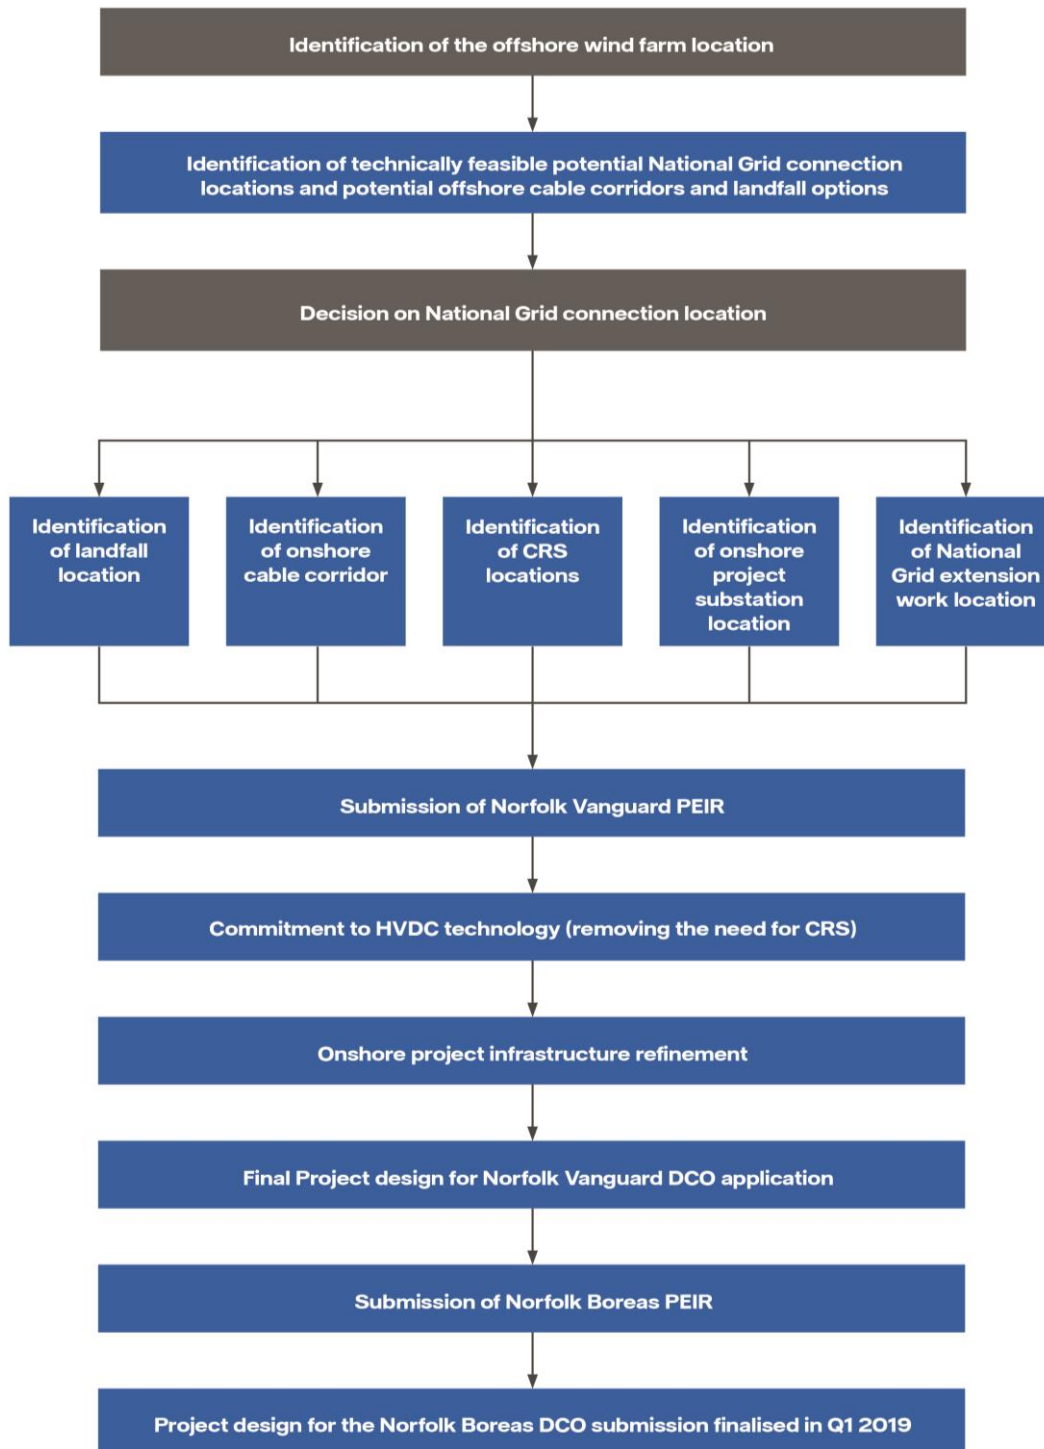 Identification of the offshore wind farm location
Identification of technically feasible potential National Grid connection
locations and potential offshore cable corridors and landfall options
Decision on National Grid connection location
Identification
of landfall
location
Identification
of onshore
cable corridor
Identification
of CRS
locations
Identification
of onshore
project
substation
location
Identification
of National
Grid extension
work location
Submission of Norfolk Vanguard PEIR
Commitment to HVDC technology (removing the need for CRS)
Onshore project infrastructure refinement
Final Project design for Norfolk Vanguard DCO application
Submission of Norfolk Boreas PEIR
Project design for the Norfolk Boreas DCO submission finalised in Q1 2019